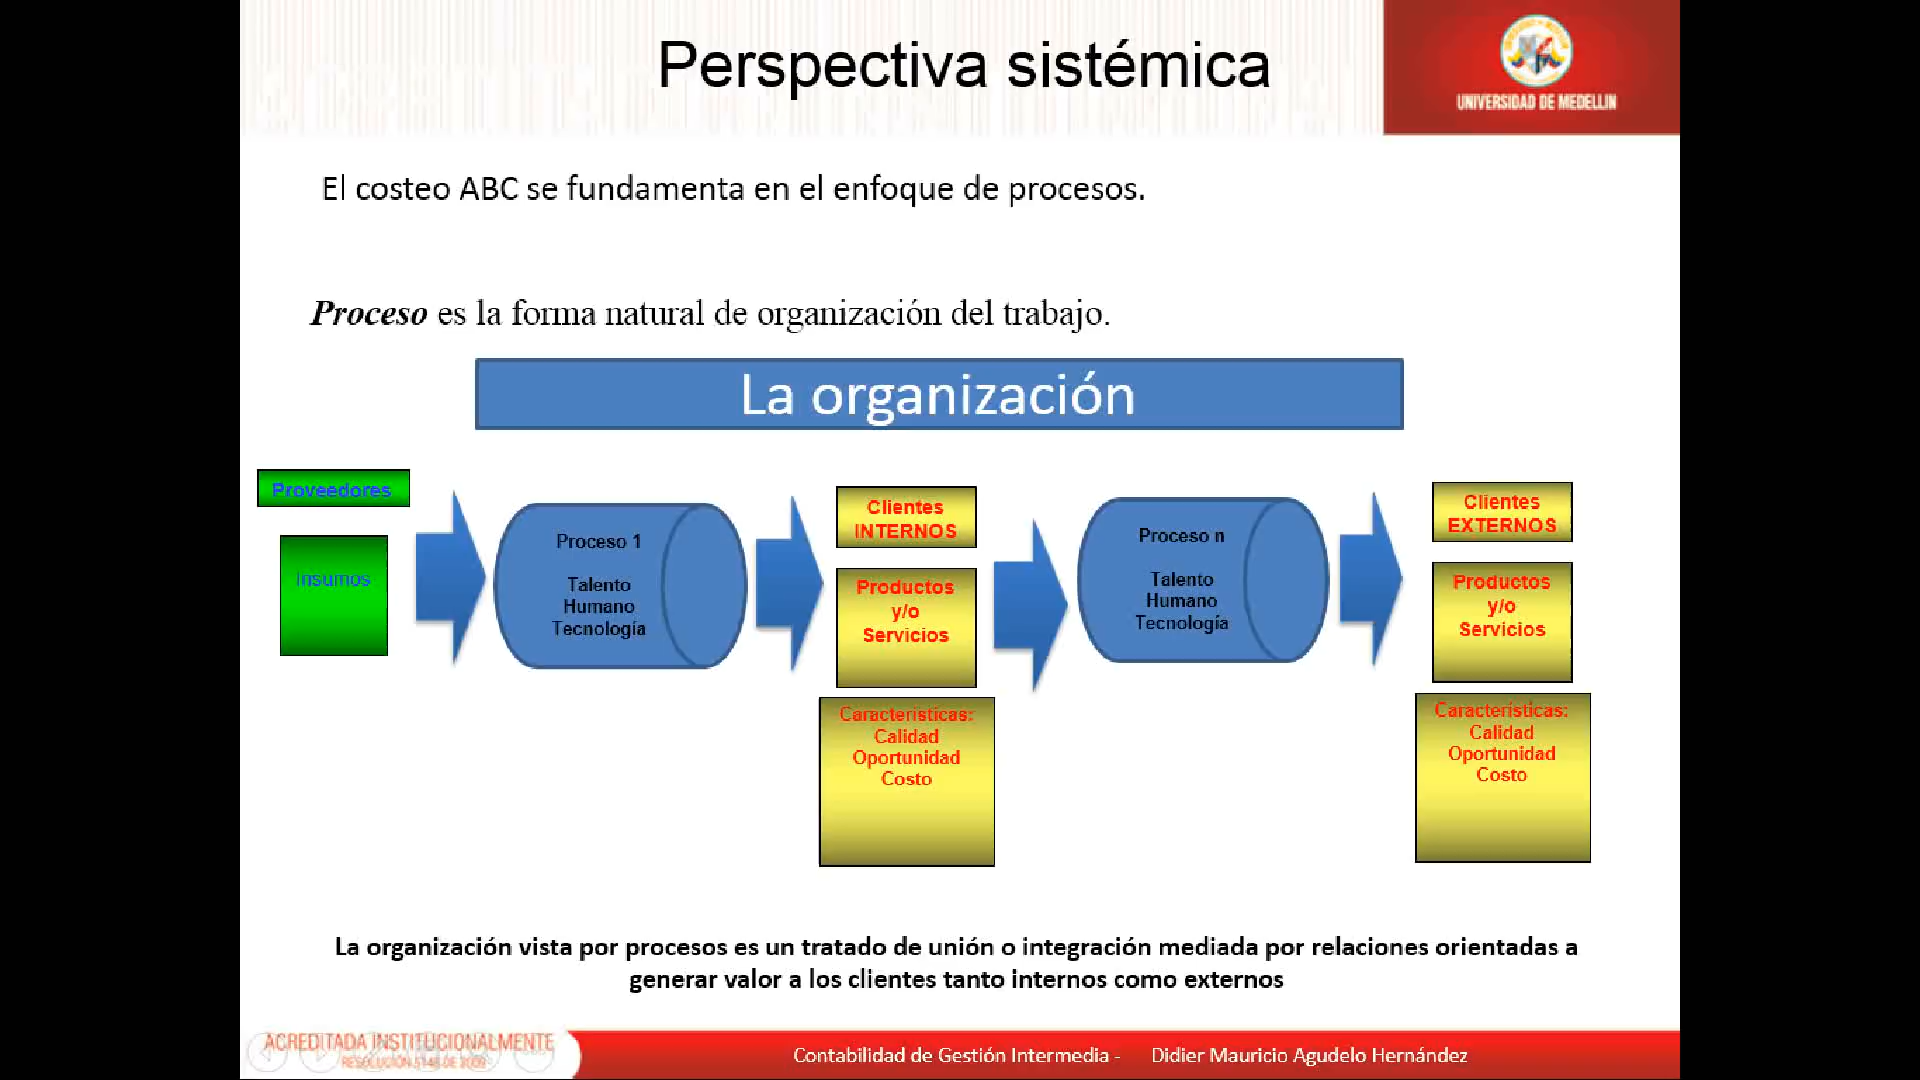 Perspectiva sistémica
UNIVERSIDAD DE MEDELLIN
El costeo ABC se fundamenta en el enfoque de procesos.
Proceso es la forma natural de organización del trabajo.
La organización
Proveedores
Insumos
Proceso 1
Talento
Humano
Tecnología
Clientes
INTERNOS
Productos
y/o
Servicios
Características:
Calidad
Oportunidad
Costo
Proceso n
Talento
Humano
Tecnología
Clientes
EXTERNOS
Productos
y/o
Servicios
Características:
Calidad
Oportunidad
Costo
La organización vista por procesos es un tratado de unión o integración mediada por relaciones orientadas a
generar valor a los clientes tanto internos como externos
ACREDITADA INSTITUCIONALMENTE
Contabilidad de Gestión Intermedia - Didier Mauricio Agudelo Hernández